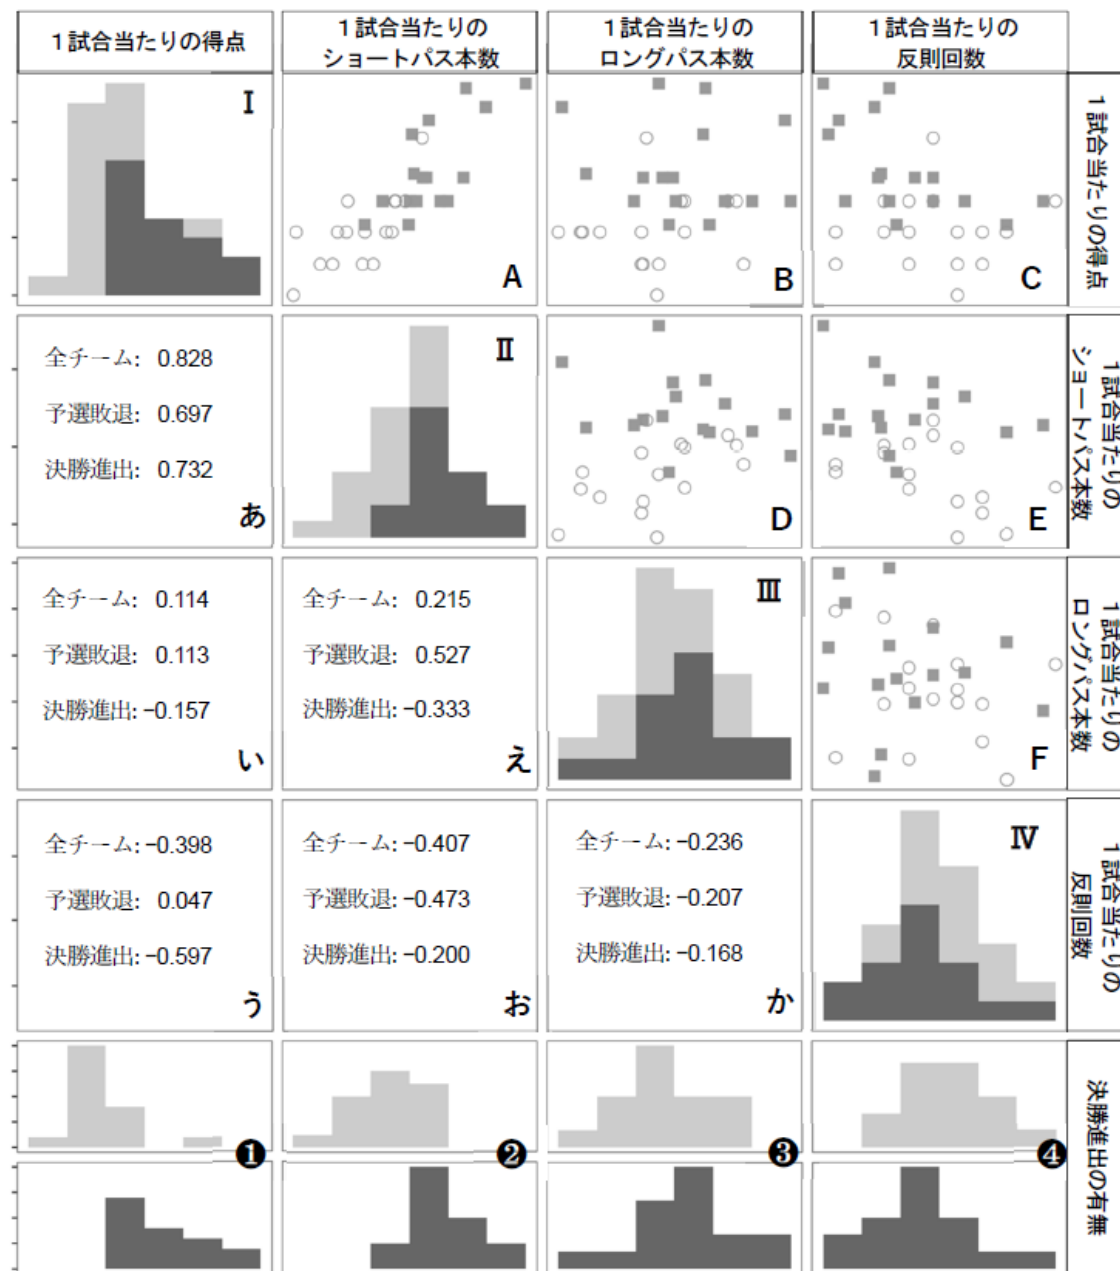 1試合当たりの得点
1試合当たりの
ショートパス本数
1試合当たりの
ロングパス本数
1試合当たりの
反則回数
I
A
B
C
1試合当たりの得点
全チーム: 0.828
予選敗退: 0.697
決勝進出: 0.732
あ
II
D
E
1試合当たりの
ショートパス本数
全チーム: 0.114
予選敗退: 0.113
決勝進出: −0.157
い
全チーム: 0.215
予選敗退: 0.527
決勝進出: −0.333
え
III
F
1試合当たりの
ロングパス本数
全チーム: −0.398
予選敗退: 0.047
決勝進出: −0.597
う
全チーム: −0.407
予選敗退: −0.473
決勝進出: −0.200
お
全チーム: −0.236
予選敗退: −0.207
決勝進出: −0.168
か
IV
1試合当たりの
反則回数
❶
❷
❸
❹
決勝進出の有無